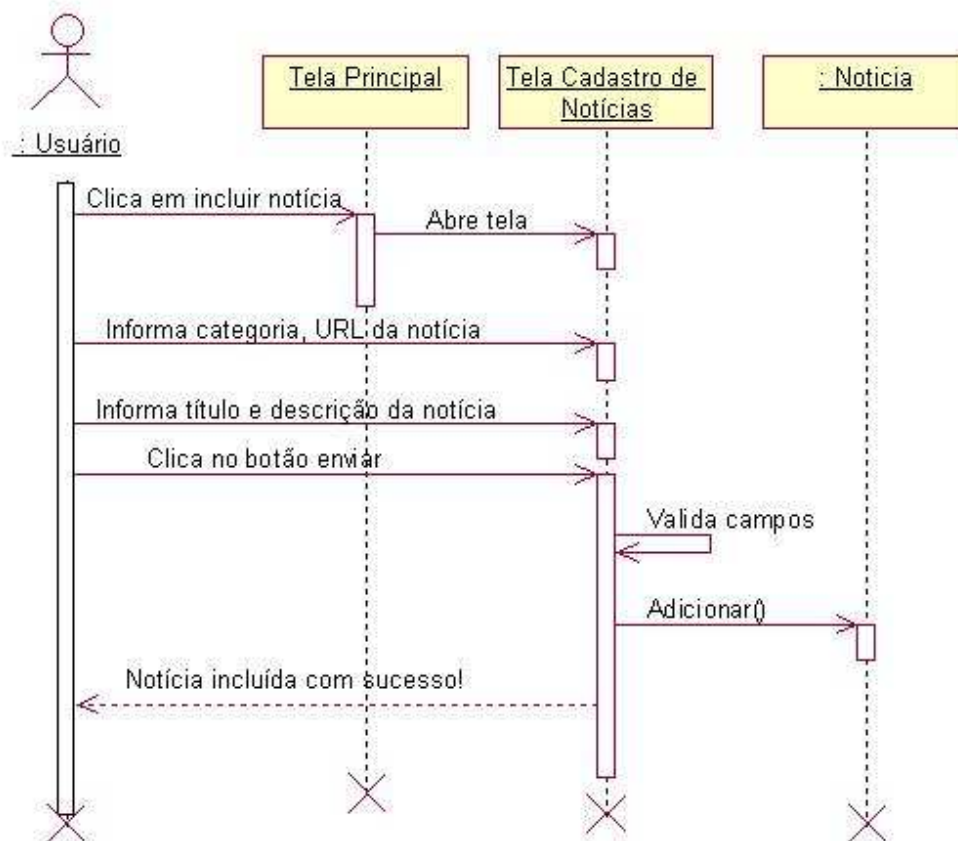 : Usuário
Tela Principal
Tela Cadastro de
Notícias
: Noticia
Clica em incluir notícia
Abre tela
Informa categoria, URL da notícia
Informa título e descrição da notícia
Clica no botão enviar
Valida campos
Adicionar()
Notícia incluída com sucesso!